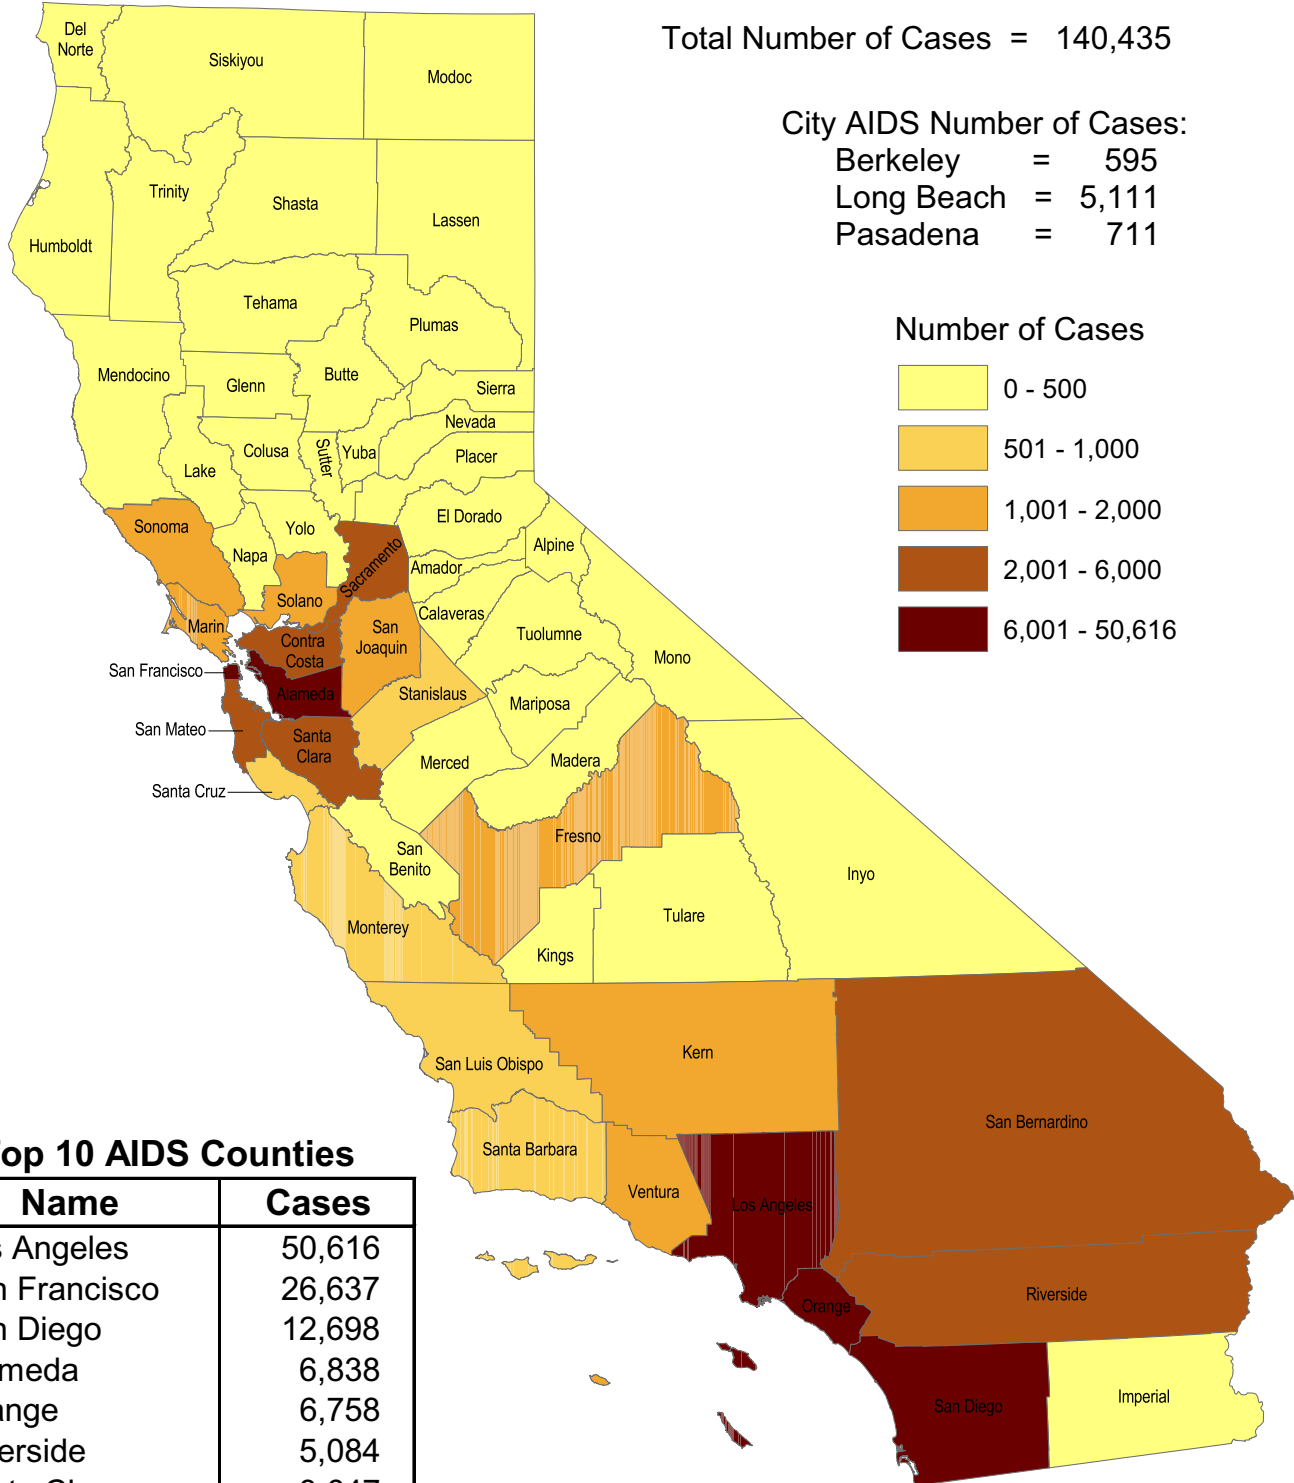 Total Number of Cases = 140,435
City AIDS Number of Cases:
Berkeley = 595
Long Beach = 5,111
Pasadena = 711
Number of Cases
0 - 500
501 - 1,000
1,001 - 2,000
2,001 - 6,000
6,001 - 50,616
Del
Norte
Siskiyou
Modoc
Trinity
Shasta
Lassen
Humboldt
Tehama
Plumas
Mendocino
Glenn
Butte
Sierra
Nevada
Colusa
Sutter
Yuba
Placer
Lake
Sonoma
Yolo
El Dorado
Napa
Sacramento
Alpine
Amador
Solano
Calaveras
Marin
San
Joaquin
Tuolumne
Contra
Costa
Mono
San Francisco
Alameda
Stanislaus
Mariposa
San Mateo
Santa
Clara
Merced
Madera
Santa Cruz
Fresno
San
Benito
Inyo
Monterey
Tulare
Kings
San Luis Obispo
Kern
San Bernardino
Santa Barbara
Ventura
Los Angeles
Riverside
Orange
San Diego
Imperial
op 10 AIDS Counties
Name Cases
s Angeles 50,616
n Francisco 26,637
n Diego 12,698
meda 6,838
ange 6,758
erside 5,084